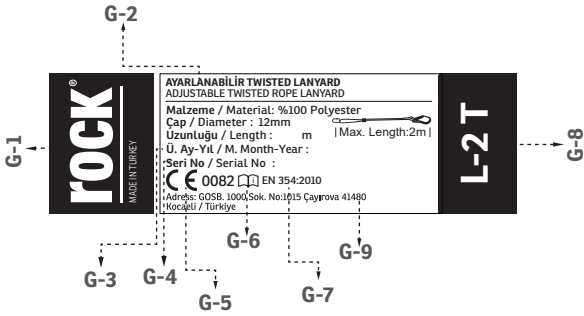 G-2
AYARLANABİLİR TWISTED LANYARD
ADJUSTABLE TWISTED ROPE LANYARD
Malzeme / Material: %100 Polyester
Çap / Diameter : 12mm
Uzunluğu / Length : m
|Max. Length:2m|
Ü. Ay-Yıl / M. Month-Year :
Seri No / Serial No :
CE 0082 i EN 354:2010
Adress: GOSB. 1000.Sok. No:1015 Çayırova 41480
Kocaeli / Türkiye
rock®
MADE IN TURKEY
L-2 T
G-1
G-8
G-3
G-4
G-5
G-6
G-7
G-9